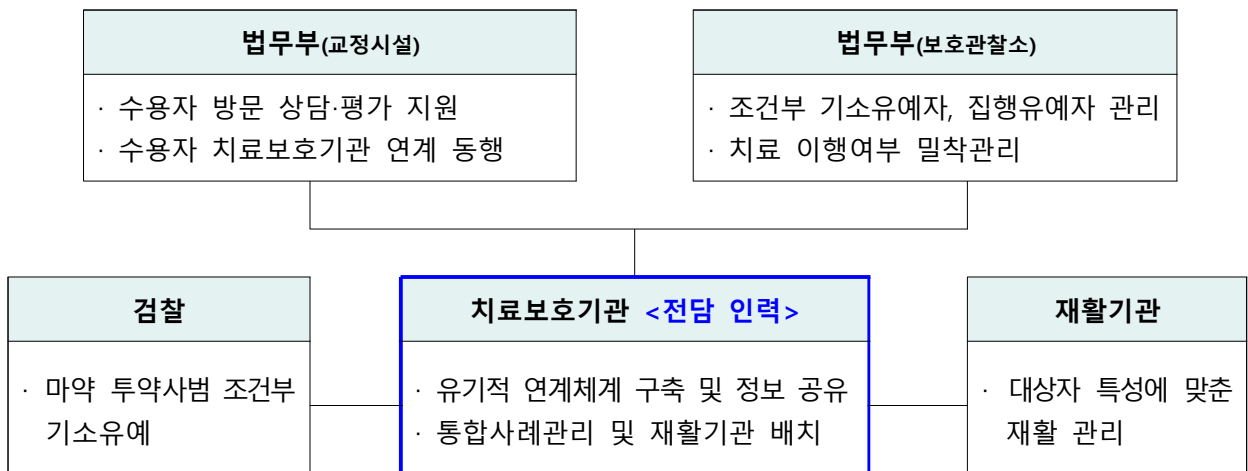 법무부(교정시설)
· 수용자 방문 상담·평가 지원
· 수용자 치료보호기관 연계 동행
법무부(보호관찰소)
· 조건부 기소유예자, 집행유예자 관리
· 치료 이행여부 밀착관리
검찰
· 마약 투약사범 조건부
기소유예
치료보호기관 <전담 인력>
· 유기적 연계체계 구축 및 정보 공유
· 통합사례관리 및 재활기관 배치
재활기관
· 대상자 특성에 맞춘
재활 관리